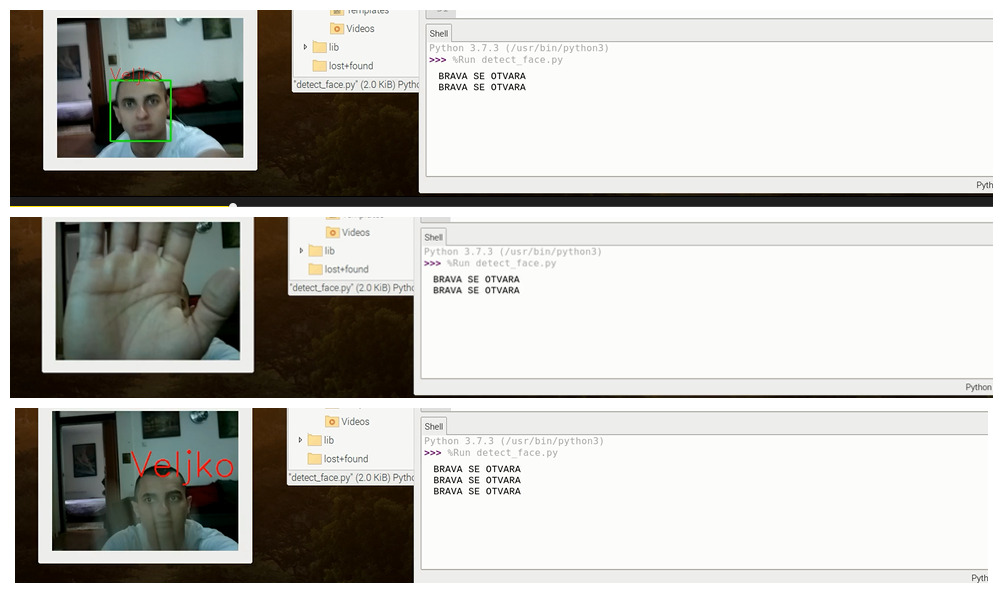 Templates
Videos
lib
lost+found
"detect_face.py" (2.0 KiB) Pytho
Veljko
Shell
Python 3.7.3 (/usr/bin/python3)
>>> %Run detect_face.py
BRAVA SE OTVARA
BRAVA SE OTVARA
Pyth
Videos
lib
lost+found
"detect_face.py" (2.0 KiB) Pytho
Shell
Python 3.7.3 (/usr/bin/python3)
>>> %Run detect_face.py
BRAVA SE OTVARA
BRAVA SE OTVARA
Python
Videos
lib
lost+found
"detect_face.py" (2.0 KiB) Pytho
Veljko
Shell
Python 3.7.3 (/usr/bin/python3)
>>> %Run detect_face.py
BRAVA SE OTVARA
BRAVA SE OTVARA
BRAVA SE OTVARA
Pyth